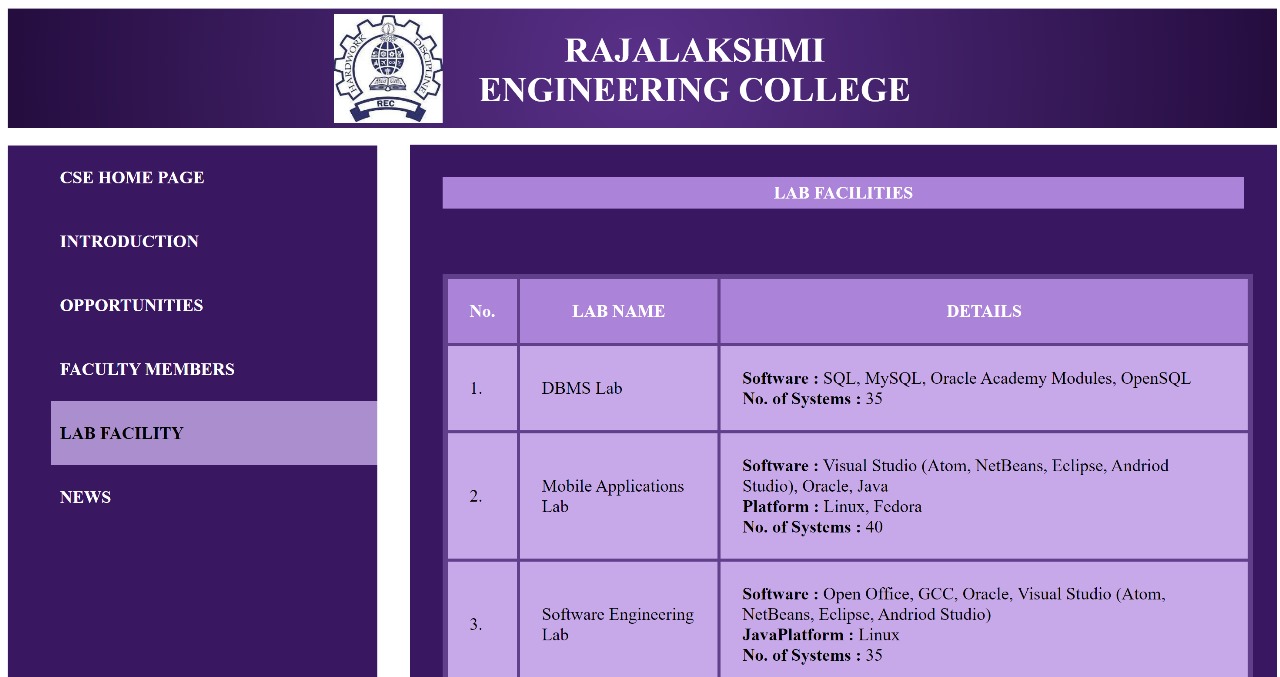 HARDWORK
DISCIPLINE
REC
RAJALAKSHMI
ENGINEERING COLLEGE
CSE HOME PAGE
INTRODUCTION
OPPORTUNITIES
FACULTY MEMBERS
LAB FACILITY
NEWS
LAB FACILITIES
No. LAB NAME DETAILS
1. DBMS Lab
Software : SQL, MySQL, Oracle Academy Modules, OpenSQL
No. of Systems : 35
2. Mobile Applications
Lab
Software : Visual Studio (Atom, NetBeans, Eclipse, Andriod
Studio), Oracle, Java
Platform : Linux, Fedora
No. of Systems : 40
3. Software Engineering
Lab
Software : Open Office, GCC, Oracle, Visual Studio (Atom,
NetBeans, Eclipse, Andriod Studio)
JavaPlatform : Linux
No. of Systems : 35